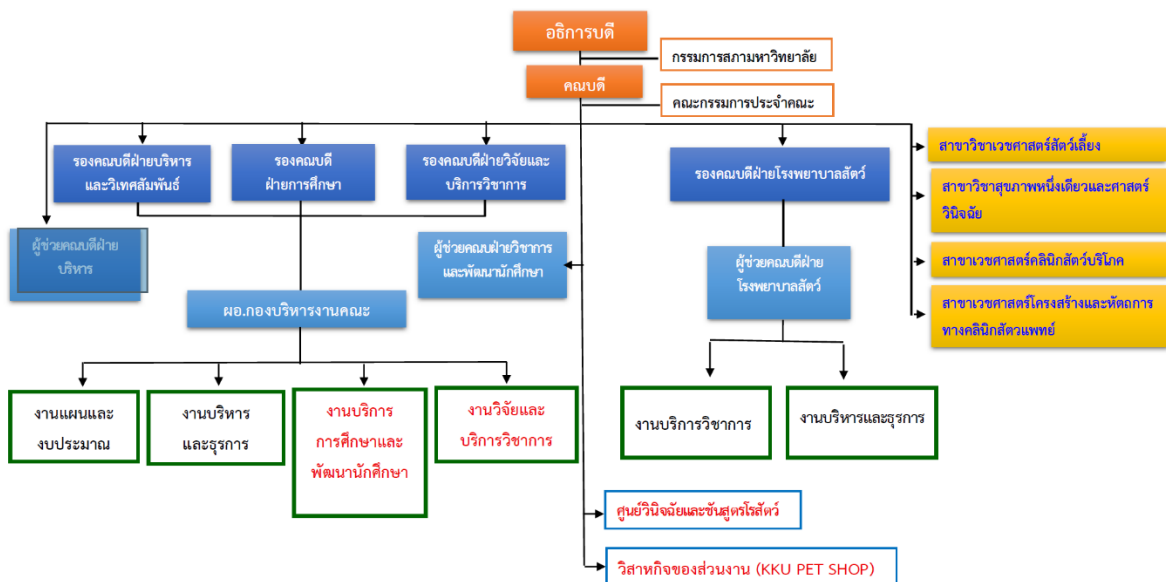 อธิการบดี
กรรมการสภามหาวิทยาลัย
คณบดี
คณะกรรมการประจำคณะ
รองคณบดีฝ่ายบริหาร
และวิเทศสัมพันธ์
รองคณบดี
ฝ่ายการศึกษา
รองคณบดีฝ่ายวิจัยและ
บริการวิชาการ
รองคณบดีฝ่ายโรงพยาบาลสัตว์
สาขาวิชาเวชศาสตร์สัตว์เลี้ยง
สาขาวิชาสุขภาพหนึ่งเดียวและศาสตร์
วินิจฉัย
สาขาเวชศาสตร์คลินิกสัตว์บริโภค
สาขาเวชศาสตร์โครงสร้างและหัตถการ
ทางคลินิกสัตวแพทย์
ผู้ช่วยคณบดีฝ่าย
บริหาร
ผู้ช่วยคณบฝ่ายวิชาการ
และพัฒนานักศึกษา
ผู้ช่วยคณบดีฝ่าย
โรงพยาบาลสัตว์
ผอ.กองบริหารงานคณะ
งานแผนและ
งบประมาณ
งานบริหาร
และธุรการ
งานบริการ
การศึกษาและ
พัฒนานักศึกษา
งานวิจัยและ
บริการวิชาการ
งานบริการวิชาการ
งานบริหารและธุรการ
ศูนย์วินิจฉัยและชันสูตรโรสัตว์
วิสาหกิจของส่วนงาน (KKU PET SHOP)